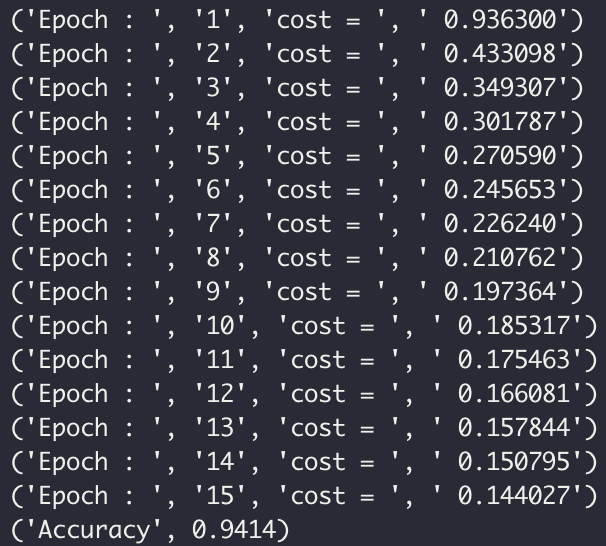 ('Epoch : ', '1', 'cost = ', ' 0.936300')
('Epoch : ', '2', 'cost = ', ' 0.433098')
('Epoch : ', '3', 'cost = ', ' 0.349307')
('Epoch : ', '4', 'cost = ', ' 0.301787')
('Epoch : ', '5', 'cost = ', ' 0.270590')
('Epoch : ', '6', 'cost = ', ' 0.245653')
('Epoch : ', '7', 'cost = ', ' 0.226240')
('Epoch : ', '8', 'cost = ', ' 0.210762')
('Epoch : ', '9', 'cost = ', ' 0.197364')
('Epoch : ', '10', 'cost = ', ' 0.185317')
('Epoch : ', '11', 'cost = ', ' 0.175463')
('Epoch : ', '12', 'cost = ', ' 0.166081')
('Epoch : ', '13', 'cost = ', ' 0.157844')
('Epoch : ', '14', 'cost = ', ' 0.150795')
('Epoch : ', '15', 'cost = ', ' 0.144027')
('Accuracy', 0.9414)